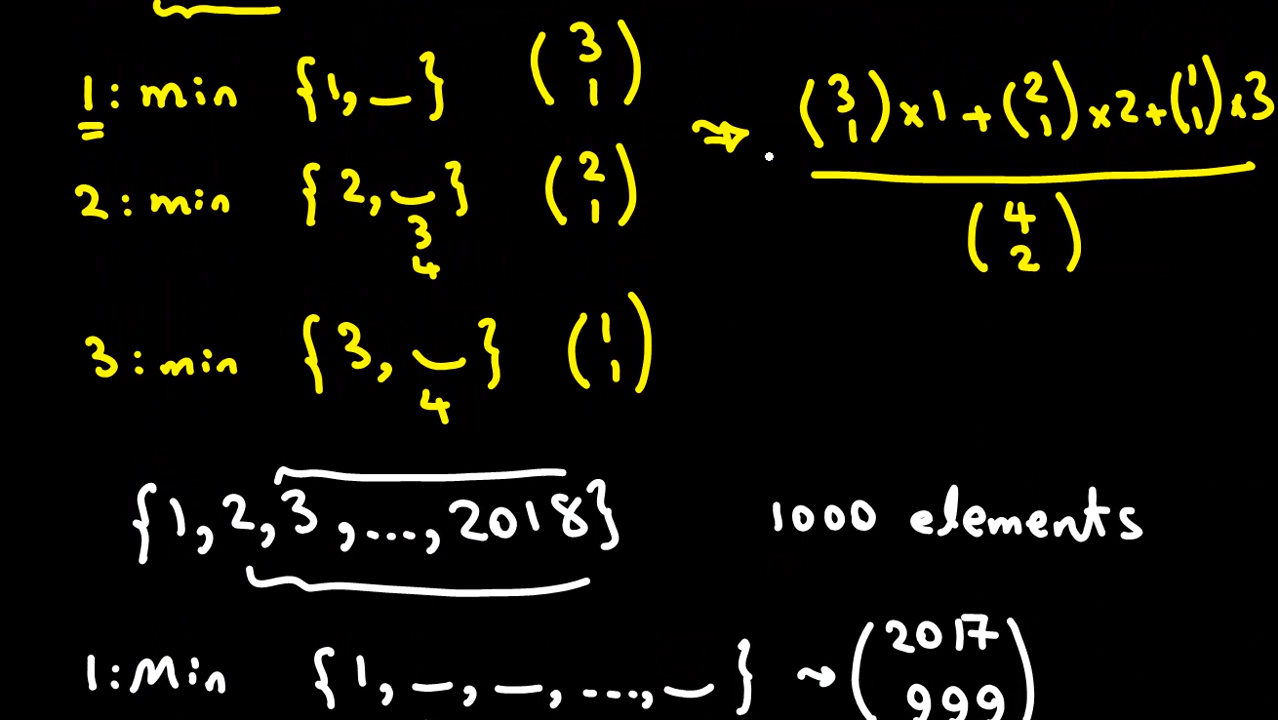 1: min {1, _} (3 1) ⇒ ((3 1)×1 + (2 1)×2 + (1 1)×3) / (4 2)
2: min {2, _} (2 1)
3
4
3: min {3, _} (1 1)
4
{1, 2, 3, ..., 2018} 1000 elements
1: Min {1, _, _, ..., _} → (2017 999)